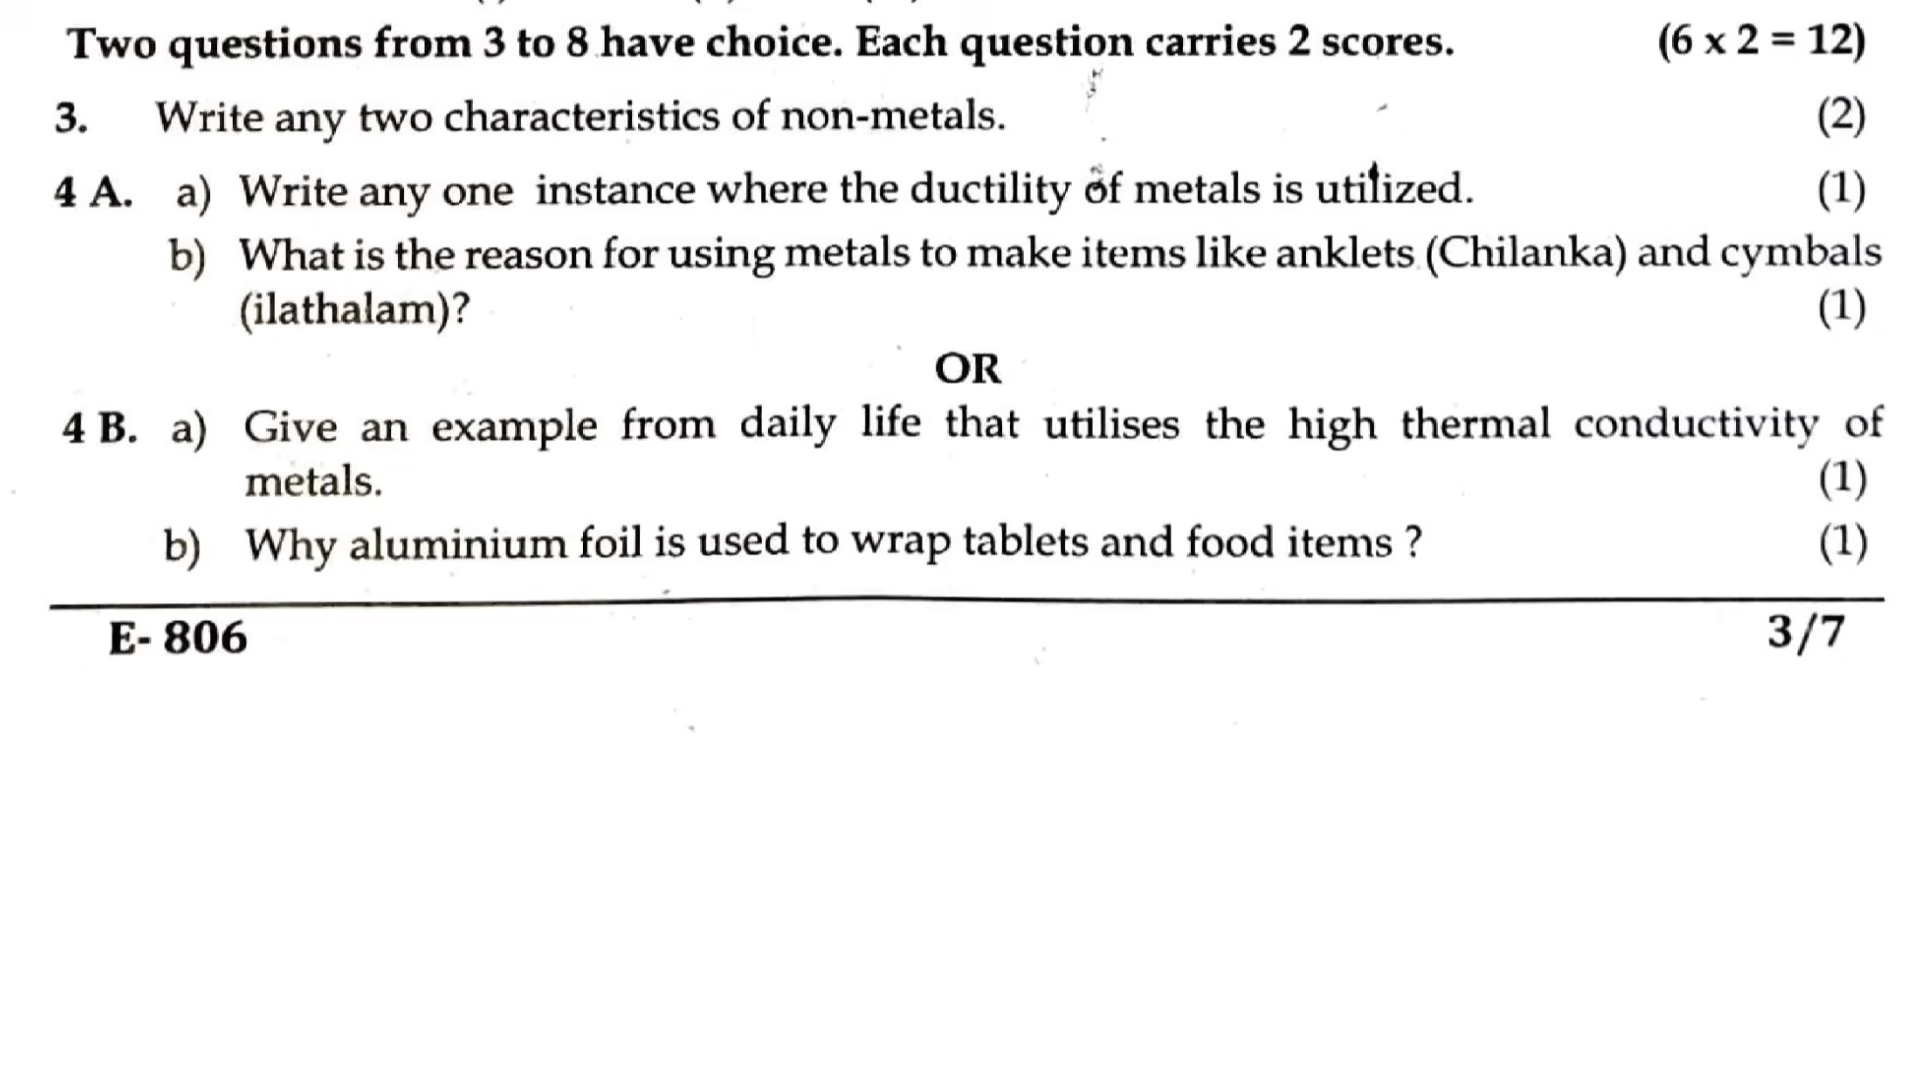 Two questions from 3 to 8 have choice. Each question carries 2 scores. (6 x 2 = 12)
3. Write any two characteristics of non-metals. (2)
4 A. a) Write any one instance where the ductility of metals is utilized. (1)
b) What is the reason for using metals to make items like anklets (Chilanka) and cymbals
(ilathalam)? (1)
OR
4 B. a) Give an example from daily life that utilises the high thermal conductivity of
metals. (1)
b) Why aluminium foil is used to wrap tablets and food items ? (1)
E- 806 3/7